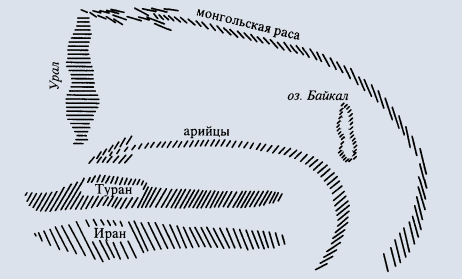 монгольская раса
Урал
оз. Байкал
арийцы
Туран
Иран